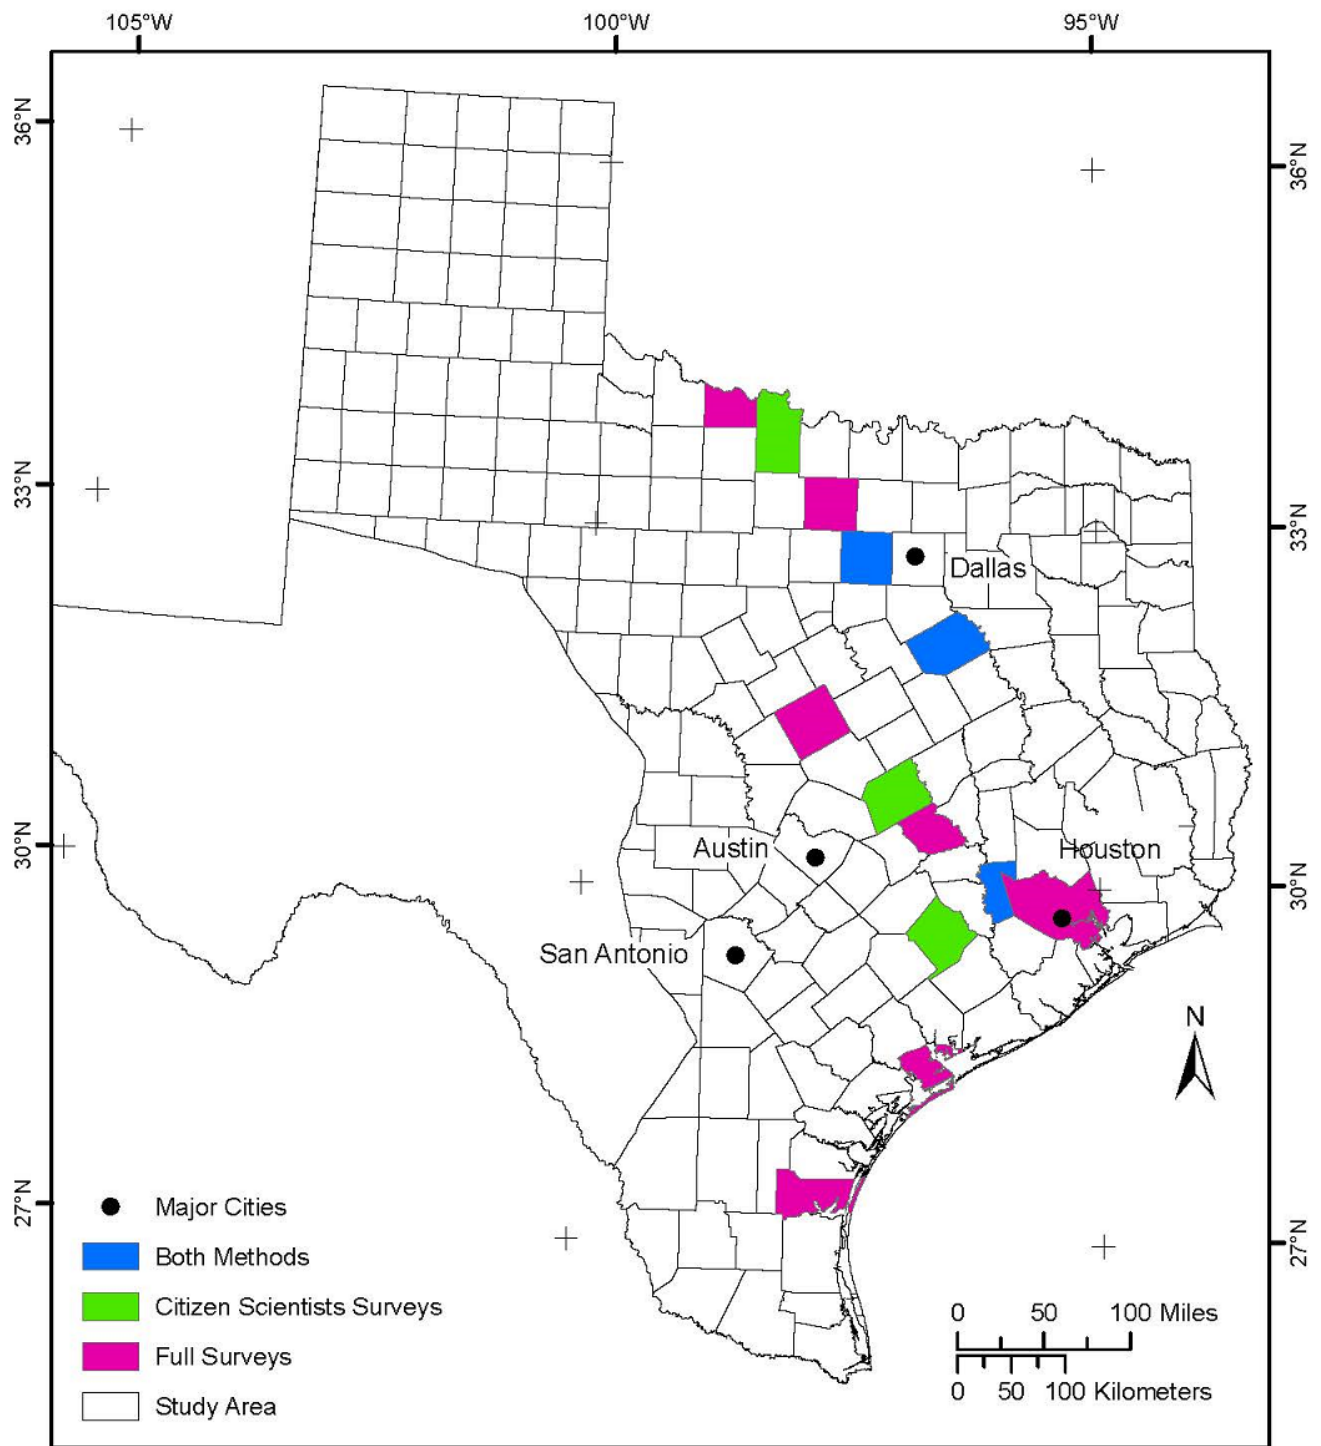 105°W 100°W 95°W
36°N 36°N
33°N 33°N
Dallas
Austin
Houston
30°N 30°N
San Antonio
N
27°N 27°N
Major Cities
Both Methods
Citizen Scientists Surveys
Full Surveys
Study Area
0 50 100 Miles
0 50 100 Kilometers